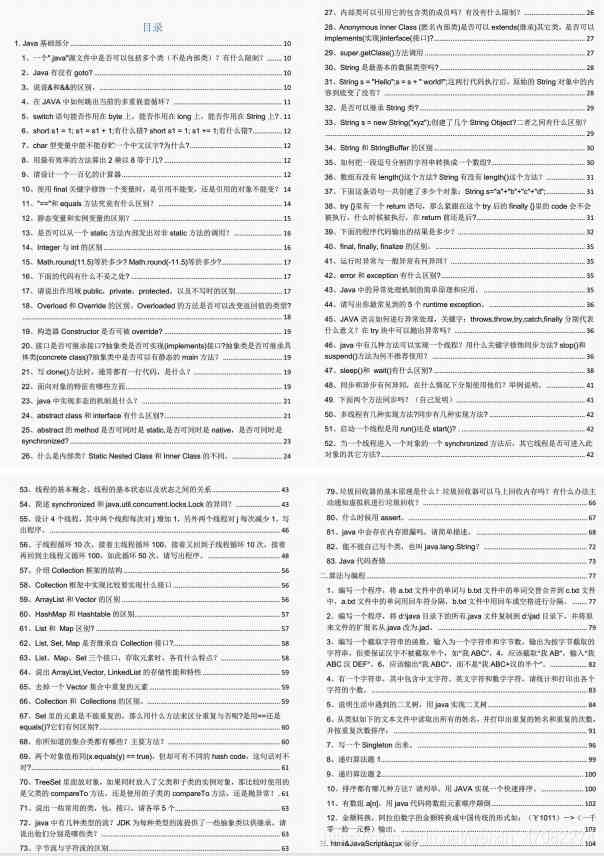 目录
1. Java 基础部分 10
1、一个".java"源文件中是否可以包括多个类（不是内部类）？有什么限制？ 10
2、Java 有没有 goto? 10
3、说说&和&&的区别。 10
4、在 JAVA 中如何跳出当前的多重嵌套循环？ 11
5、switch 语句能否作用在 byte 上，能否作用在 long 上，能否作用在 String 上?. 11
6、short s1 = 1; s1 = s1 + 1;有什么错? short s1 = 1; s1 += 1;有什么错?. 12
7、char 型变量中能不能存贮一个中文汉字?为什么? 12
8、用最有效率的方法算出 2 乘以 8 等于几? 12
9、请设计一个一百亿的计算器 12
10、使用 final 关键字修饰一个变量时，是引用不能变，还是引用的对象不能变？ 14
11、"=="和 equals 方法究竟有什么区别？ 14
12、静态变量和实例变量的区别？ 15
13、是否可以从一个 static 方法内部发出对非 static 方法的调用？ 16
14、Integer 与 int 的区别 16
15、Math.round(11.5)等於多少? Math.round(-11.5)等於多少? 17
16、下面的代码有什么不妥之处? 17
17、请说出作用域 public，private，protected，以及不写时的区别 17
18、Overload 和 Override 的区别。Overloaded 的方法是否可以改变返回值的类型?
18
19、构造器 Constructor 是否可被 override? 19
20、接口是否可继承接口?抽象类是否可实现(implements)接口?抽象类是否可继承具
体类(concrete class)?抽象类中是否可以有静态的 main 方法？ 19
21、写 clone()方法时，通常都有一行代码，是什么？ 19
22、面向对象的特征有哪些方面 19
23、java 中实现多态的机制是什么？ 21
24、abstract class 和 interface 有什么区别? 21
25、abstract 的 method 是否可同时是 static,是否可同时是 native，是否可同时是
synchronized? 23
26、什么是内部类？Static Nested Class 和 Inner Class 的不同。 24
27、内部类可以引用它的包含类的成员吗？有没有什么限制？ 26
28、Anonymous Inner Class (匿名内部类)是否可以 extends(继承)其它类，是否可以
implements(实现)interface(接口)? 27
29、super.getClass()方法调用 27
30、String 是最基本的数据类型吗? 28
31、String s = "Hello";s = s + " world!";这两行代码执行后，原始的 String 对象中的内
容到底变了没有? 28
32、是否可以继承 String 类? 29
33、String s = new String("xyz");创建了几个 String Object?二者之间有什么区别？
29
34、String 和 StringBuffer 的区别 30
35、如何把一段逗号分割的字符串转换成一个数组? 30
36、数组有没有 length()这个方法? String 有没有 length()这个方法？ 31
37、下面这条语句一共创建了多少个对象：String s="a"+"b"+"c"+"d"; 31
38、try {}里有一个 return 语句，那么紧跟在这个 try 后的 finally {}里的 code 会不会
被执行，什么时候被执行，在 return 前还是后? 31
39、下面的程序代码输出的结果是多少？ 32
40、final, finally, finalize 的区别。 35
41、运行时异常与一般异常有何异同？ 35
42、error 和 exception 有什么区别? 35
43、Java 中的异常处理机制的简单原理和应用。 35
44、请写出你最常见到的 5 个 runtime exception。 36
45、JAVA 语言如何进行异常处理，关键字：throws,throw,try,catch,finally 分别代表
什么意义？在 try 块中可以抛出异常吗？ 36
46、java 中有几种方法可以实现一个线程？用什么关键字修饰同步方法? stop()和
suspend()方法为何不推荐使用？ 36
47、sleep()和 wait()有什么区别? 38
48、同步和异步有何异同，在什么情况下分别使用他们？举例说明。 41
49. 下面两个方法同步吗？（自己发明） 41
50、多线程有几种实现方法?同步有几种实现方法? 42
51、启动一个线程是用 run()还是 start()?. 42
52、当一个线程进入一个对象的一个 synchronized 方法后，其它线程是否可进入此
对象的其它方法? 42
53、线程的基本概念、线程的基本状态以及状态之间的关系 43
54、简述 synchronized 和 java.util.concurrent.locks.Lock 的异同？ 43
55、设计 4 个线程，其中两个线程每次对 j 增加 1，另外两个线程对 j 每次减少 1。写
出程序。 46
56、子线程循环 10 次，接着主线程循环 100，接着又回到子线程循环 10 次，接着
再回到主线程又循环 100，如此循环 50 次，请写出程序。 48
57、介绍 Collection 框架的结构 56
58、Collection 框架中实现比较要实现什么接口 56
59、ArrayList 和 Vector 的区别 56
60、HashMap 和 Hashtable 的区别 57
61、List 和 Map 区别? 57
62、List, Set, Map 是否继承自 Collection 接口? 58
63、List、Map、Set 三个接口，存取元素时，各有什么特点？ 58
64、说出 ArrayList,Vector, LinkedList 的存储性能和特性 59
65、去掉一个 Vector 集合中重复的元素 59
66、Collection 和 Collections 的区别。 59
67、Set 里的元素是不能重复的，那么用什么方法来区分重复与否呢?是用==还是
equals()?它们有何区别? 60
68、你所知道的集合类都有哪些？主要方法？ 60
69、两个对象值相同(x.equals(y) == true)，但却可有不同的 hash code，这句话对不
对? 61
70、TreeSet 里面放对象，如果同时放入了父类和子类的实例对象，那比较时使用的
是父类的 compareTo 方法，还是使用的子类的 compareTo 方法，还是抛异常！ 61
71、说出一些常用的类，包，接口，请各举 5 个 63
72、java 中有几种类型的流？JDK 为每种类型的流提供了一些抽象类以供继承，请
说出他们分别是哪些类？ 63
73、字节流与字符流的区别 63
79、垃圾回收器的基本原理是什么？垃圾回收器可以马上回收内存吗？有什么办法主
动通知虚拟机进行垃圾回收？ 66
80、什么时候用 assert。 67
81、java 中会存在内存泄漏吗，请简单描述。 68
82、能不能自己写个类，也叫 java.lang.String? 72
83. Java 代码查错 73
二. 算法与编程 77
1、编写一个程序，将 a.txt 文件中的单词与 b.txt 文件中的单词交替合并到 c.txt 文件
中，a.txt 文件中的单词用回车符分隔，b.txt 文件中用回车或空格进行分隔。 77
2、编写一个程序，将 d:\java 目录下的所有.java 文件复制到 d:\jad 目录下，并将原
来文件的扩展名从.java 改为.jad。 79
3、编写一个截取字符串的函数，输入为一个字符串和字节数，输出为按字节截取的
字符串，但要保证汉字不被截取半个，如"我 ABC"，4，应该截取"我 AB"，输入"我
ABC 汉 DEF"，6，应该输出"我 ABC"，而不是"我 ABC+汉的半个"。 82
4、有一个字符串，其中包含中文字符、英文字符和数字字符，请统计和打印出各个
字符的个数。 83
5、说明生活中遇到的二叉树，用 java 实现二叉树 84
6、从类似如下的文本文件中读取出所有的姓名，并打印出重复的姓名和重复的次数，
并按重复次数排序： 91
7、写一个 Singleton 出来。 96
8、递归算法题 1 99
9、递归算法题 2 100
10、排序都有哪几种方法？请列举。用 JAVA 实现一个快速排序。 100
11、有数组 a[n]，用 java 代码将数组元素顺序颠倒 102
12．金额转换，阿拉伯数字的金额转换成中国传统的形式如：（￥1011）－>（一千
零一拾一元整）输出。 103
三. html&JavaScript&ajax 部分 104